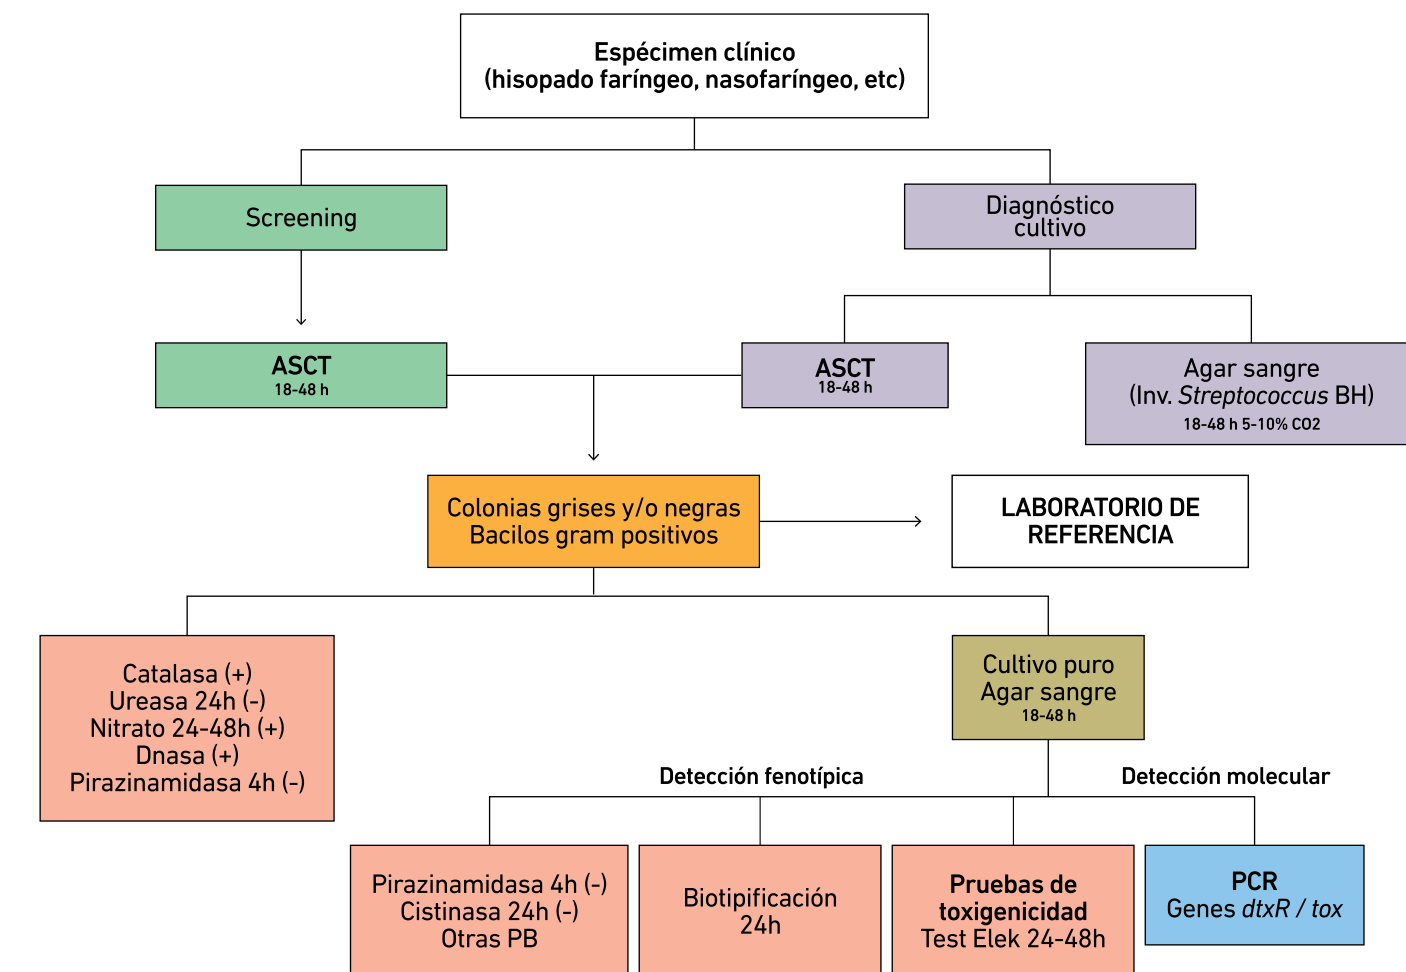 Espécimen clínico
(hisopado faríngeo, nasofaríngeo, etc)
Screening
Diagnóstico
cultivo
ASCT
18-48 h
ASCT
18-48 h
Agar sangre
(Inv. Streptococcus BH)
18-48 h 5-10% CO2
Colonias grises y/o negras
Bacilos gram positivos
LABORATORIO DE
REFERENCIA
Catalasa (+)
Ureasa 24h (-)
Nitrato 24-48h (+)
Dnasa (+)
Pirazinamidasa 4h (-)
Cultivo puro
Agar sangre
18-48 h
Detección fenotípica
Detección molecular
Pirazinamidasa 4h (-)
Cistinasa 24h (-)
Otras PB
Biotipificación
24h
Pruebas de
toxigenicidad
Test Elek 24-48h
PCR
Genes dtxR / tox